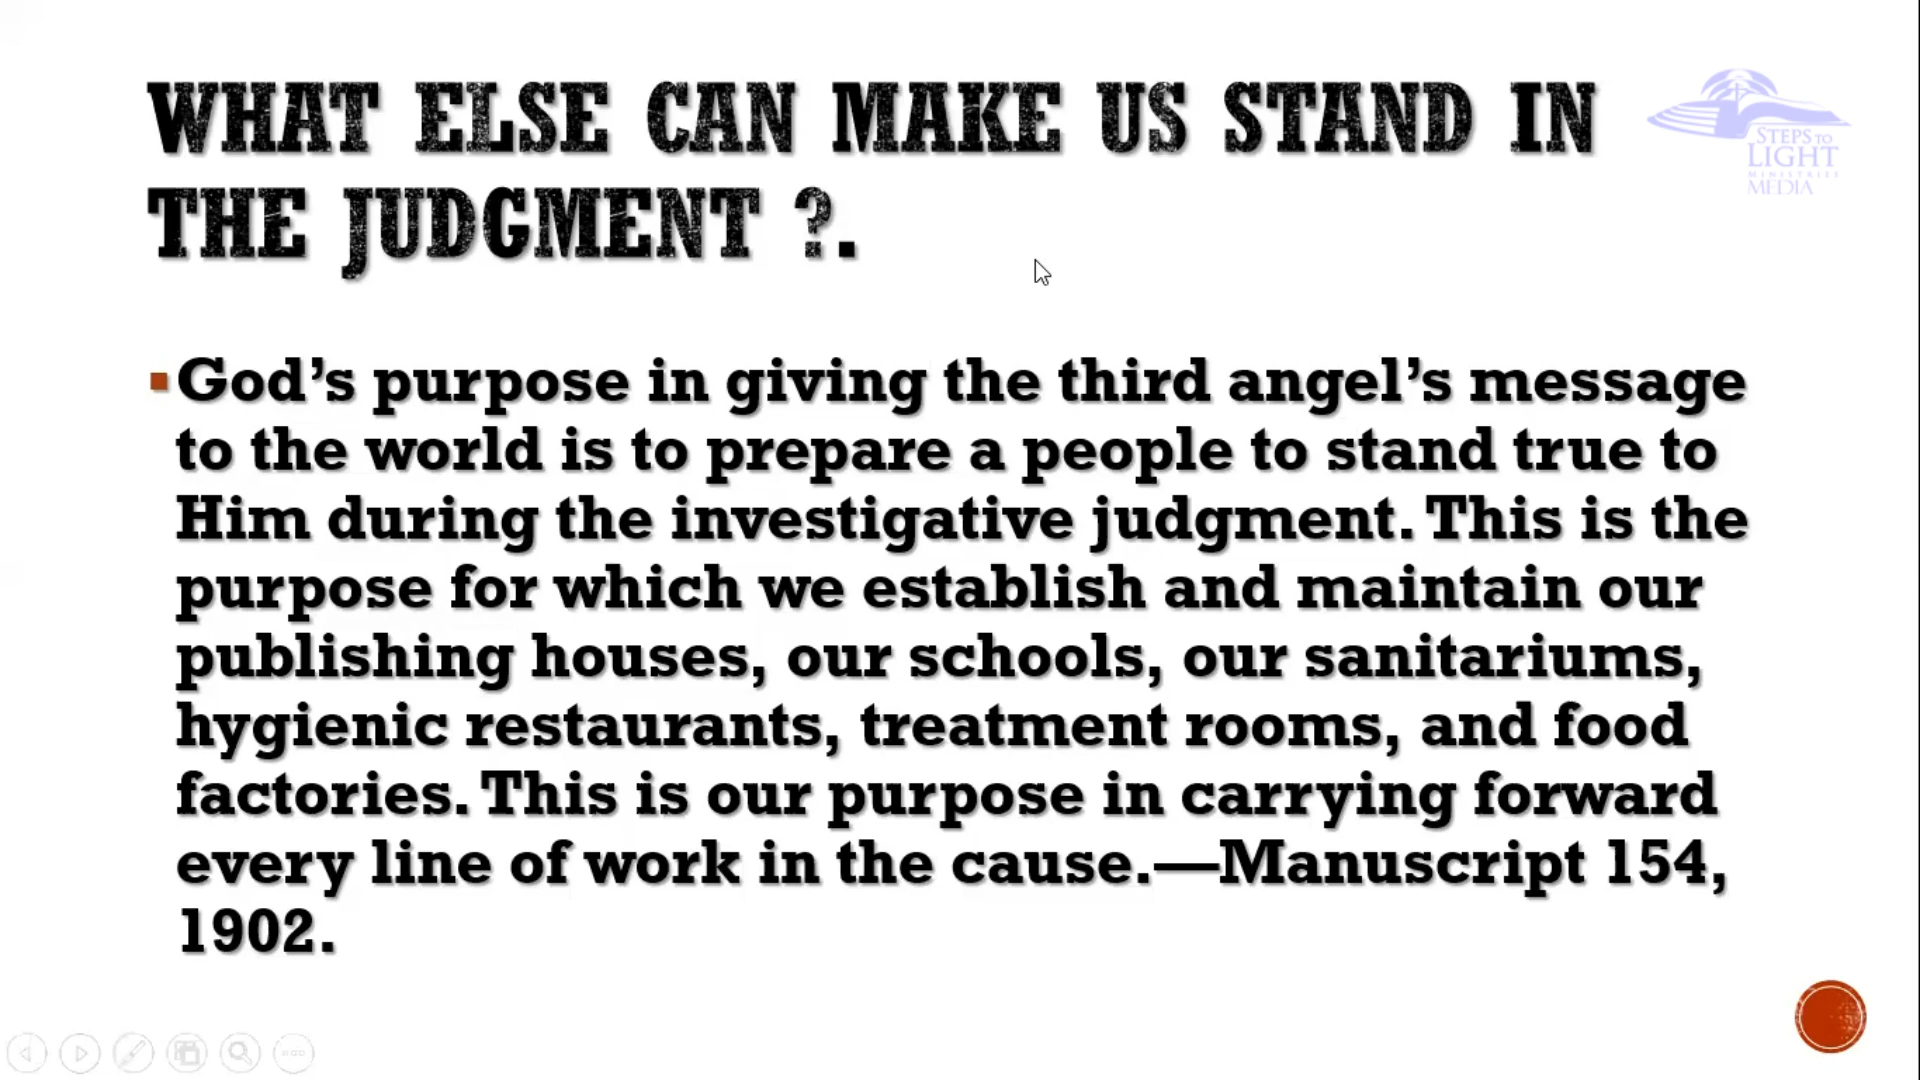 WHAT ELSE CAN MAKE US STAND IN
THE JUDGMENT ?.
STEPS TO
LIGHT
MINISTRIES
MEDIA
God's purpose in giving the third angel's message
to the world is to prepare a people to stand true to
Him during the investigative judgment. This is the
purpose for which we establish and maintain our
publishing houses, our schools, our sanitariums,
hygienic restaurants, treatment rooms, and food
factories. This is our purpose in carrying forward
every line of work in the cause.—Manuscript 154,
1902.